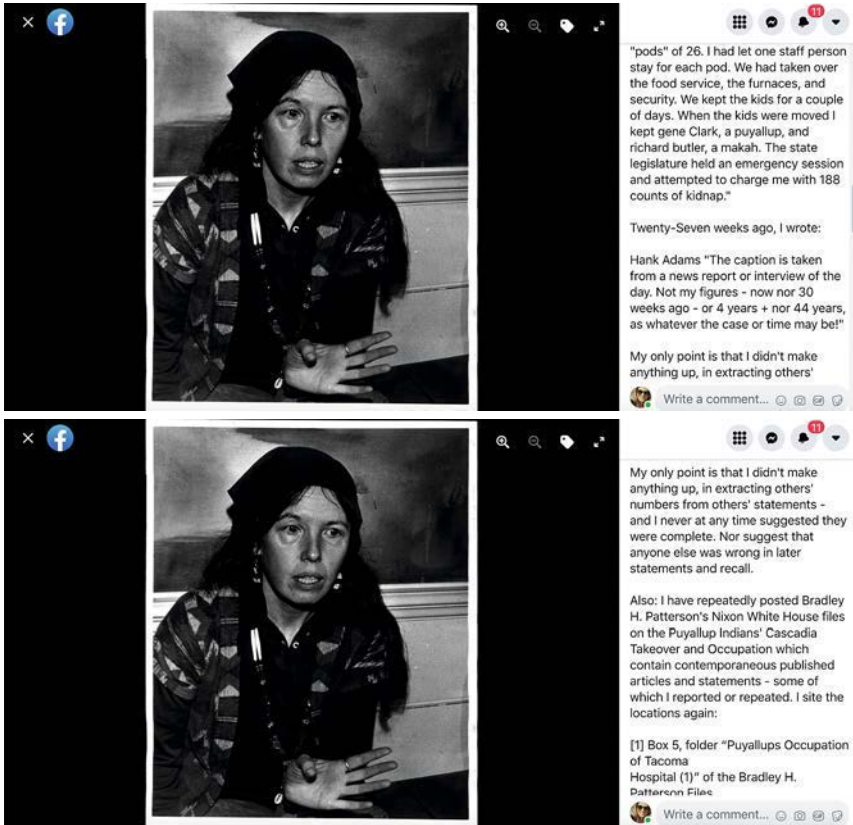 11
"pods" of 26. I had let one staff person
stay for each pod. We had taken over
the food service, the furnaces, and
security. We kept the kids for a couple
of days. When the kids were moved I
kept gene Clark, a puyallup, and
richard butler, a makah. The state
legislature held an emergency session
and attempted to charge me with 188
counts of kidnap."
Twenty-Seven weeks ago, I wrote:
Hank Adams "The caption is taken
from a news report or interview of the
day. Not my figures - now nor 30
weeks ago - or 4 years + nor 44 years,
as whatever the case or time may be!"
My only point is that I didn't make
anything up, in extracting others'
Write a comment...
11
My only point is that I didn't make
anything up, in extracting others'
numbers from others' statements -
and I never at any time suggested they
were complete. Nor suggest that
anyone else was wrong in later
statements and recall.
Also: I have repeatedly posted Bradley
H. Patterson's Nixon White House files
on the Puyallup Indians' Cascadia
Takeover and Occupation which
contain contemporaneous published
articles and statements - some of
which I reported or repeated. I site the
locations again:
[1] Box 5, folder “Puyallups Occupation
of Tacoma
Hospital (1)” of the Bradley H.
Patterson Files
Write a comment...